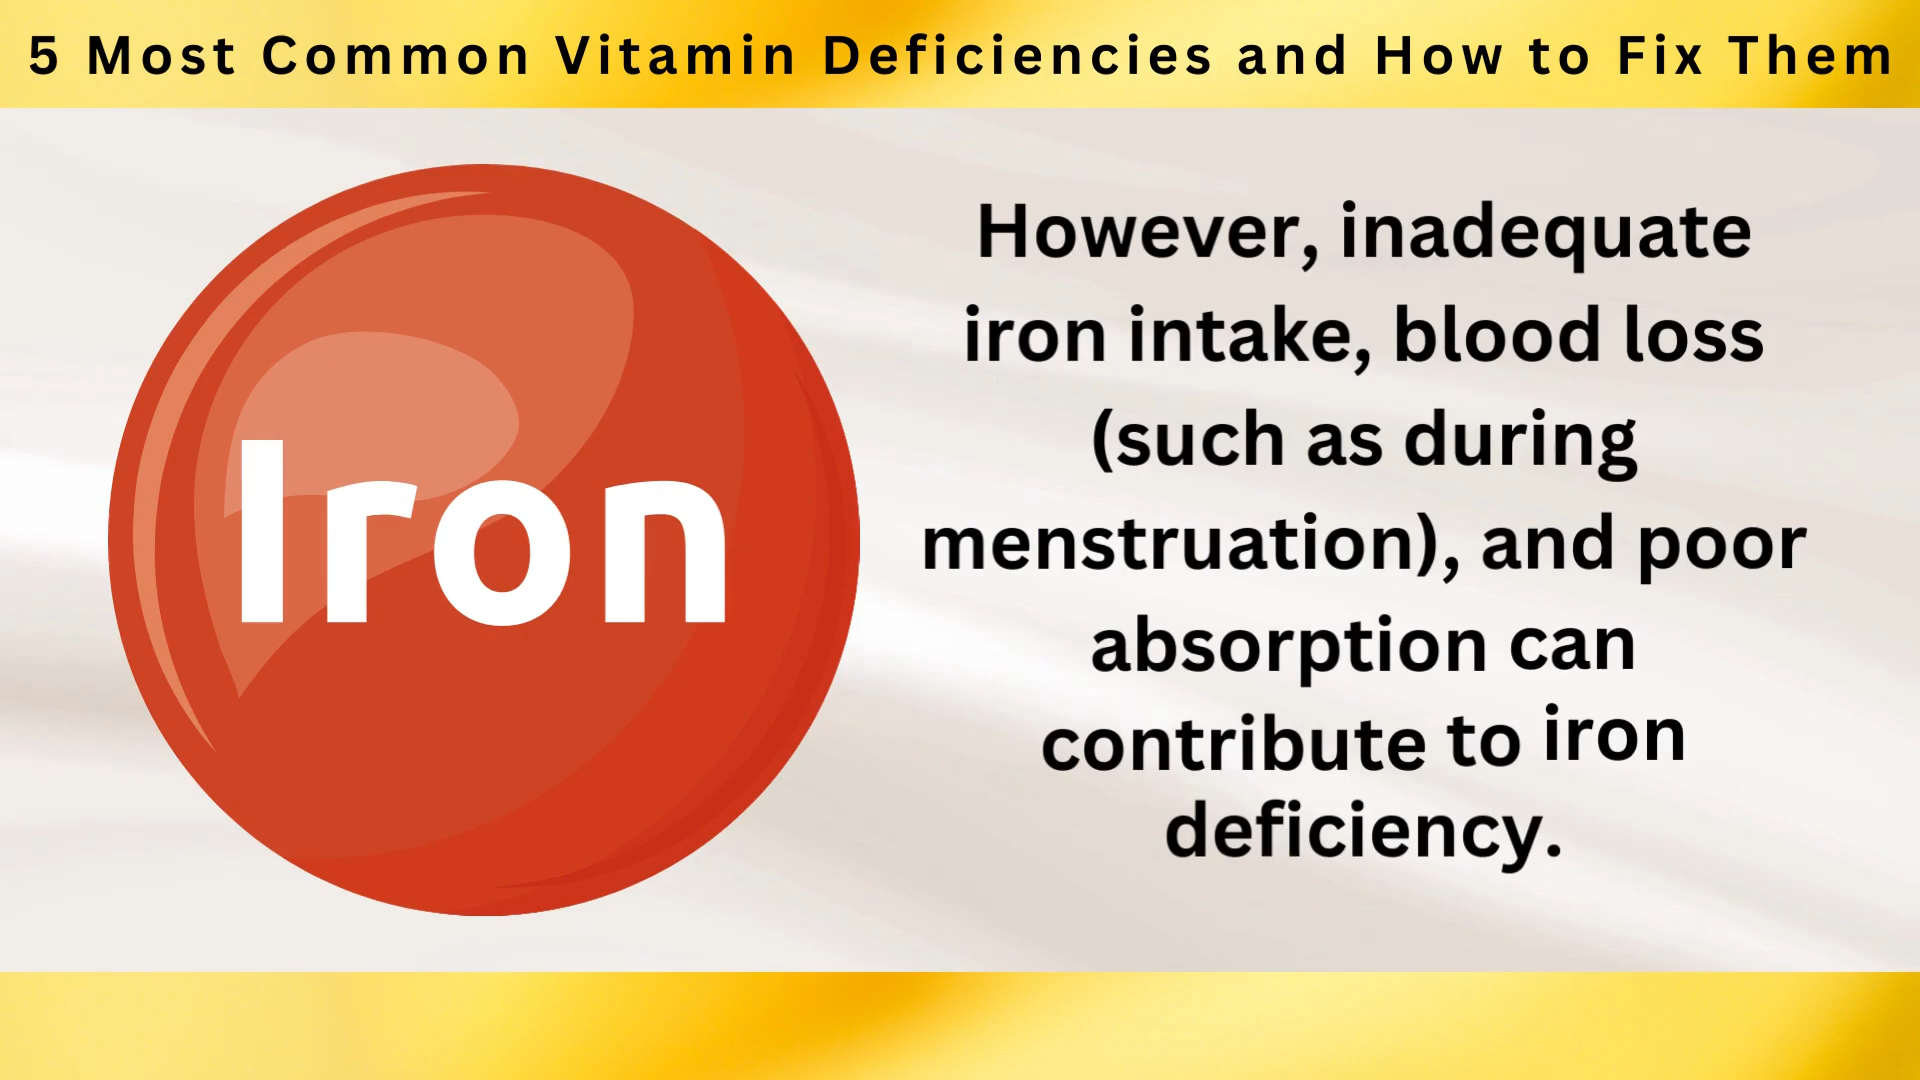 5 Most Common Vitamin Deficiencies and How to Fix Them
Iron
However, inadequate
iron intake, blood loss
(such as during
menstruation), and poor
absorption can
contribute to iron
deficiency.